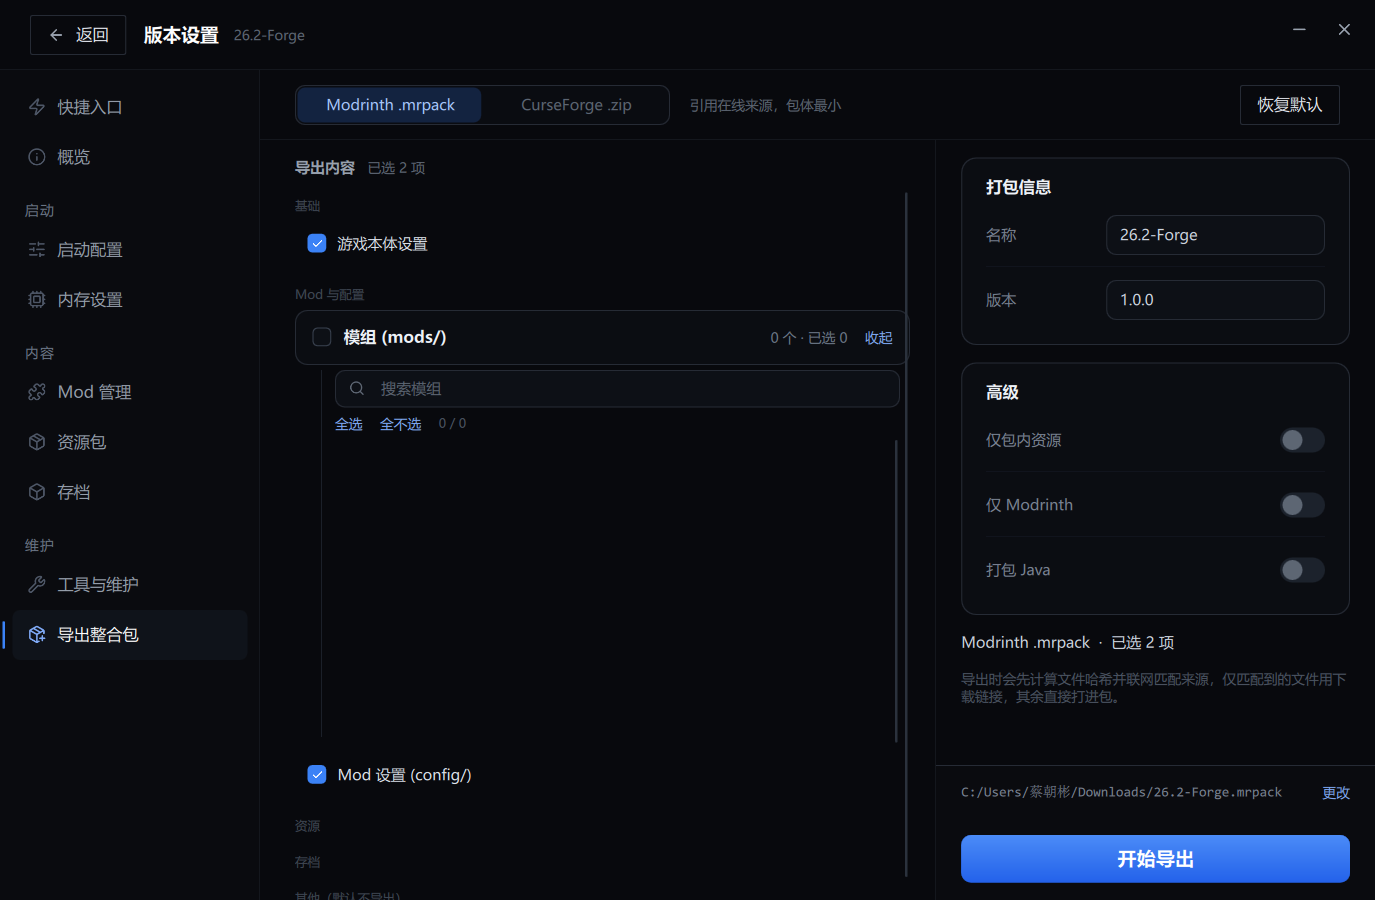 返回
版本设置
26.2-Forge
快捷入口
概览
启动
启动配置
内存设置
内容
Mod 管理
资源包
存档
维护
工具与维护
导出整合包
Modrinth .mrpack
CurseForge .zip
引用在线来源，包体最小
恢复默认
导出内容 已选 2 项
基础
游戏本体设置
Mod 与配置
模组 (mods/)
0 个 · 已选 0
收起
搜索模组
全选 全不选 0 / 0
Mod 设置 (config/)
资源
存档
其他（默认不导出）
打包信息
名称
26.2-Forge
版本
1.0.0
高级
仅包内资源
仅 Modrinth
打包 Java
Modrinth .mrpack · 已选 2 项
导出时会先计算文件哈希并联网匹配来源，仅匹配到的文件用下
载链接，其余直接打进包。
C:/Users/蔡朝彬/Downloads/26.2-Forge.mrpack
更改
开始导出